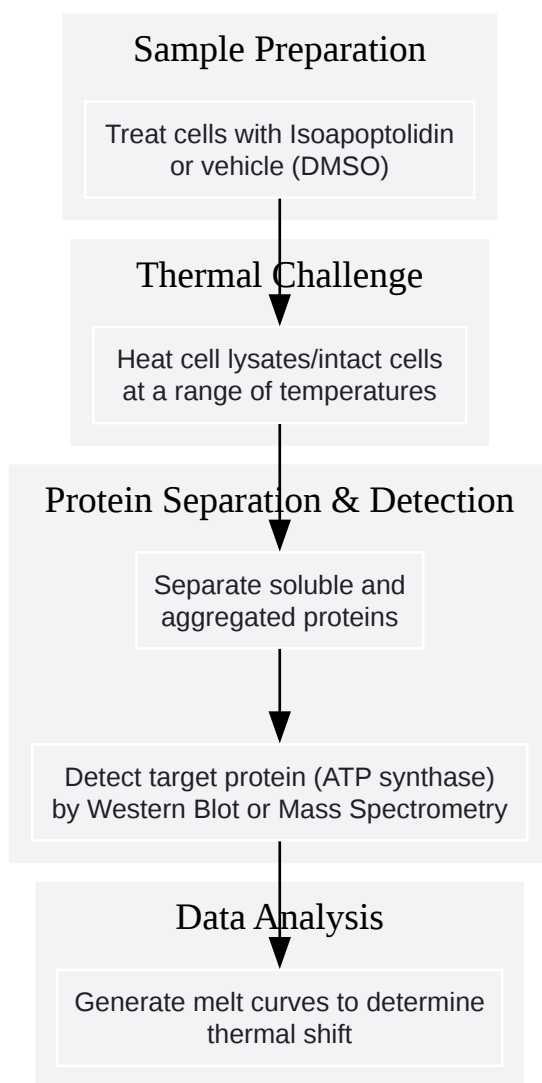 Sample Preparation
Treat cells with Isoapoptolidin
or vehicle (DMSO)
Thermal Challenge
Heat cell lysates/intact cells
at a range of temperatures
Protein Separation & Detection
Separate soluble and
aggregated proteins
Detect target protein (ATP synthase)
by Western Blot or Mass Spectrometry
Data Analysis
Generate melt curves to determine
thermal shift